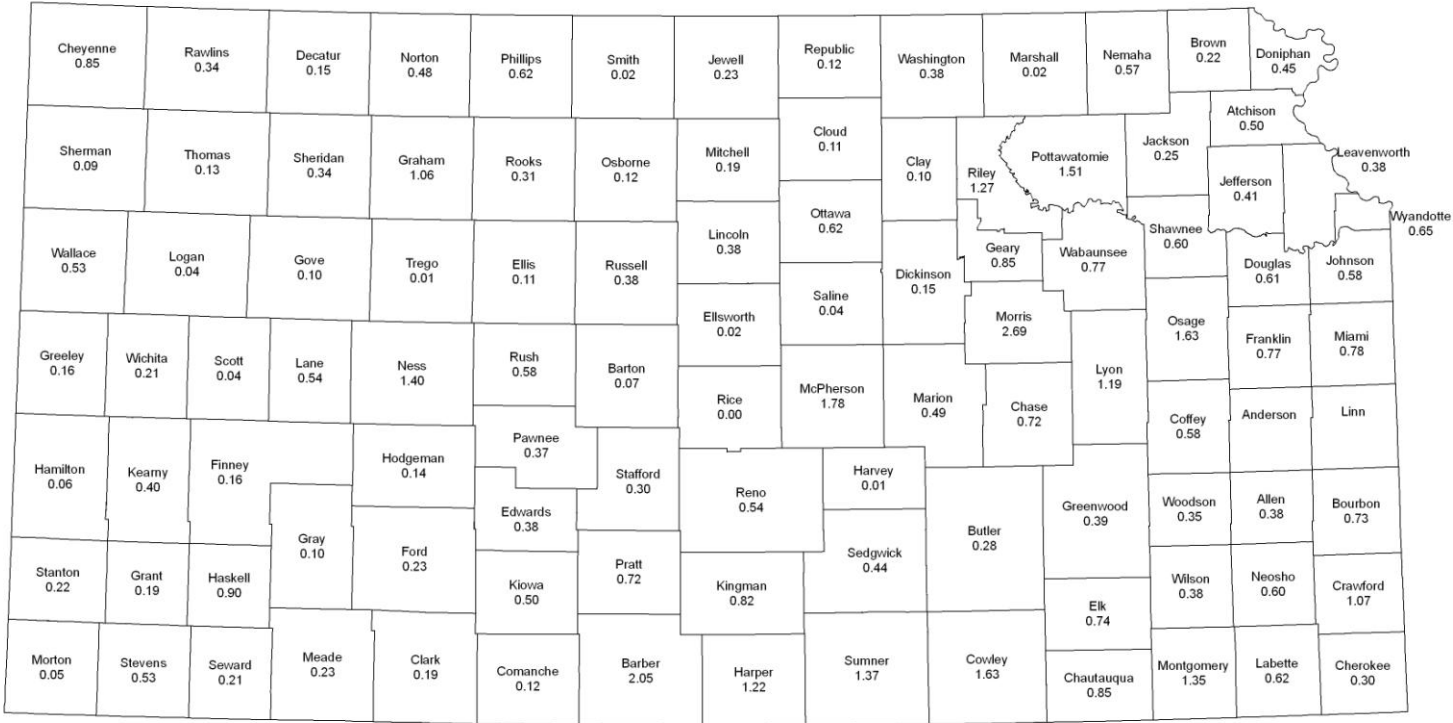 Cheyenne
0.85
Rawlins
0.34
Decatur
0.15
Norton
0.48
Phillips
0.62
Smith
0.02
Jewell
0.23
Republic
0.12
Washington
0.38
Marshall
0.02
Nemaha
0.57
Brown
0.22
Doniphan
0.45
Sherman
0.09
Thomas
0.13
Sheridan
0.34
Graham
1.06
Rooks
0.31
Osborne
0.12
Mitchell
0.19
Cloud
0.11
Clay
0.10
Riley
1.27
Pottawatomie
1.51
Jackson
0.25
Atchison
0.50
Jefferson
0.41
Leavenworth
0.38
Wyandotte
0.65
Wallace
0.53
Logan
0.04
Gove
0.10
Trego
0.01
Ellis
0.11
Russell
0.38
Lincoln
0.38
Ottawa
0.62
Dickinson
0.15
Geary
0.85
Wabaunsee
0.77
Shawnee
0.60
Douglas
0.61
Johnson
0.58
Ellsworth
0.02
Saline
0.04
Morris
2.69
Osage
1.63
Franklin
0.77
Miami
0.78
Greeley
0.16
Wichita
0.21
Scott
0.04
Lane
0.54
Ness
1.40
Rush
0.58
Barton
0.07
Rice
0.00
McPherson
1.78
Marion
0.49
Chase
0.72
Lyon
1.19
Coffey
0.58
Anderson
Linn
Hamilton
0.06
Kearny
0.40
Finney
0.16
Hodgeman
0.14
Pawnee
0.37
Stafford
0.30
Edwards
0.38
Reno
0.54
Harvey
0.01
Butler
0.28
Greenwood
0.39
Woodson
0.35
Allen
0.38
Bourbon
0.73
Gray
0.10
Ford
0.23
Kiowa
0.50
Pratt
0.72
Kingman
0.82
Sedgwick
0.44
Elk
0.74
Wilson
0.38
Neosho
0.60
Crawford
1.07
Stanton
0.22
Grant
0.19
Haskell
0.90
Morton
0.05
Stevens
0.53
Seward
0.21
Meade
0.23
Clark
0.19
Comanche
0.12
Barber
2.05
Harper
1.22
Sumner
1.37
Cowley
1.63
Chautauqua
0.85
Montgomery
1.35
Labette
0.62
Cherokee
0.30